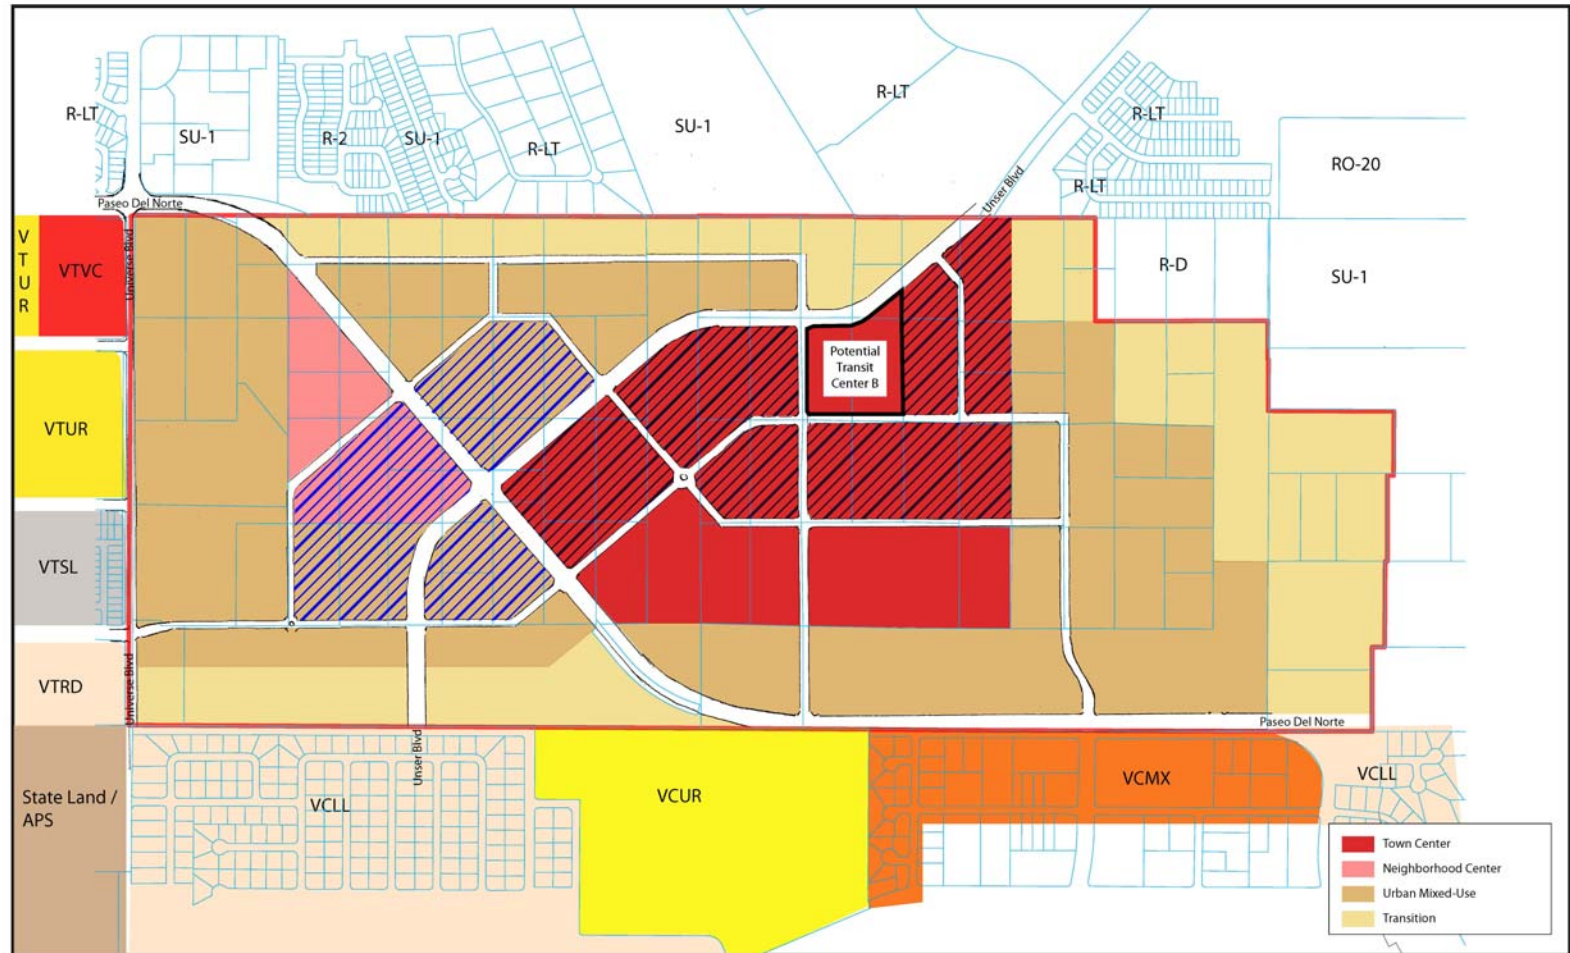 R-LT
SU-1
R-2
SU-1
R-LT
SU-1
R-LT
R-LT
R-LT
RO-20
Paseo Del Norte
Unser Blvd
V
T
U
R
VTVC
Universe Blvd
R-D
SU-1
Potential
Transit
Center B
VTUR
VTSL
VTRD
Universe Blvd
Paseo Del Norte
Unser Blvd
State Land /
APS
VCLL
VCUR
VCMX
VCLL
Town Center
Neighborhood Center
Urban Mixed-Use
Transition